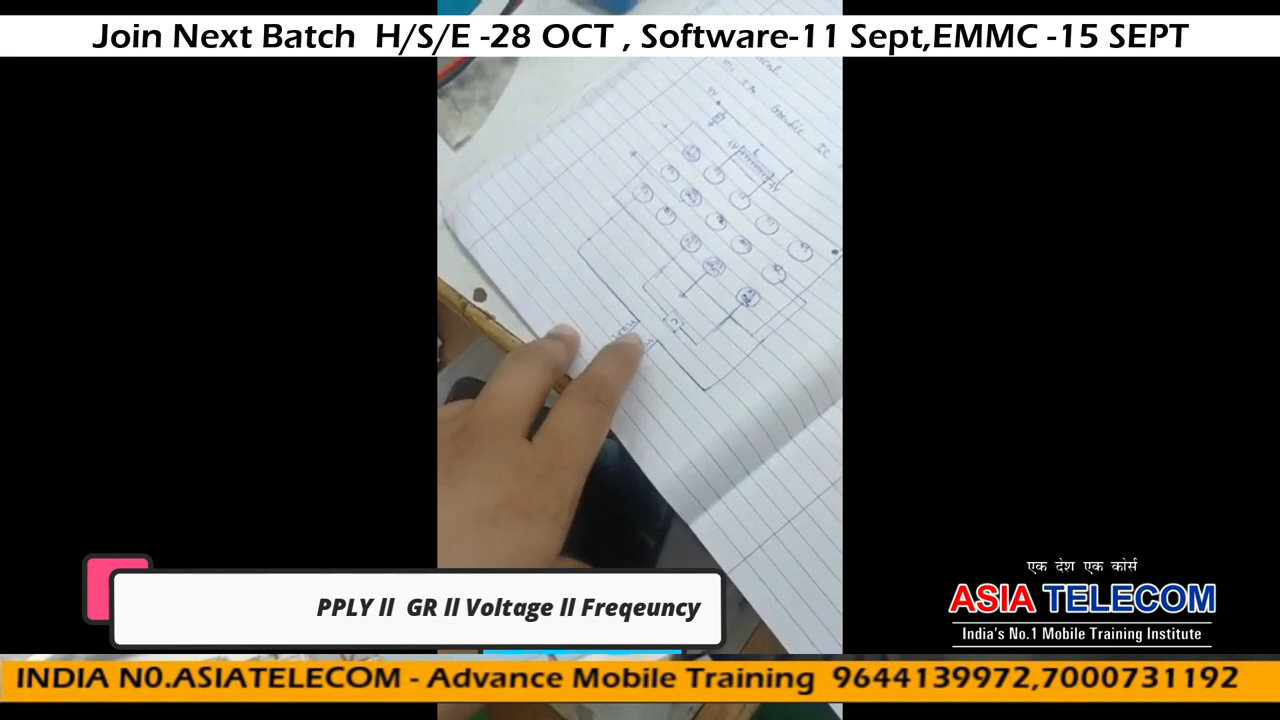 Join Next Batch H/S/E -28 OCT , Software-11 Sept,EMMC -15 SEPT
IC
PPLY ll GR ll Voltage ll Freqeuncy
एक देश एक कोर्स
ASIA TELECOM
India's No.1 Mobile Training Institute
INDIA N0.ASIATELECOM - Advance Mobile Training 9644139972,7000731192